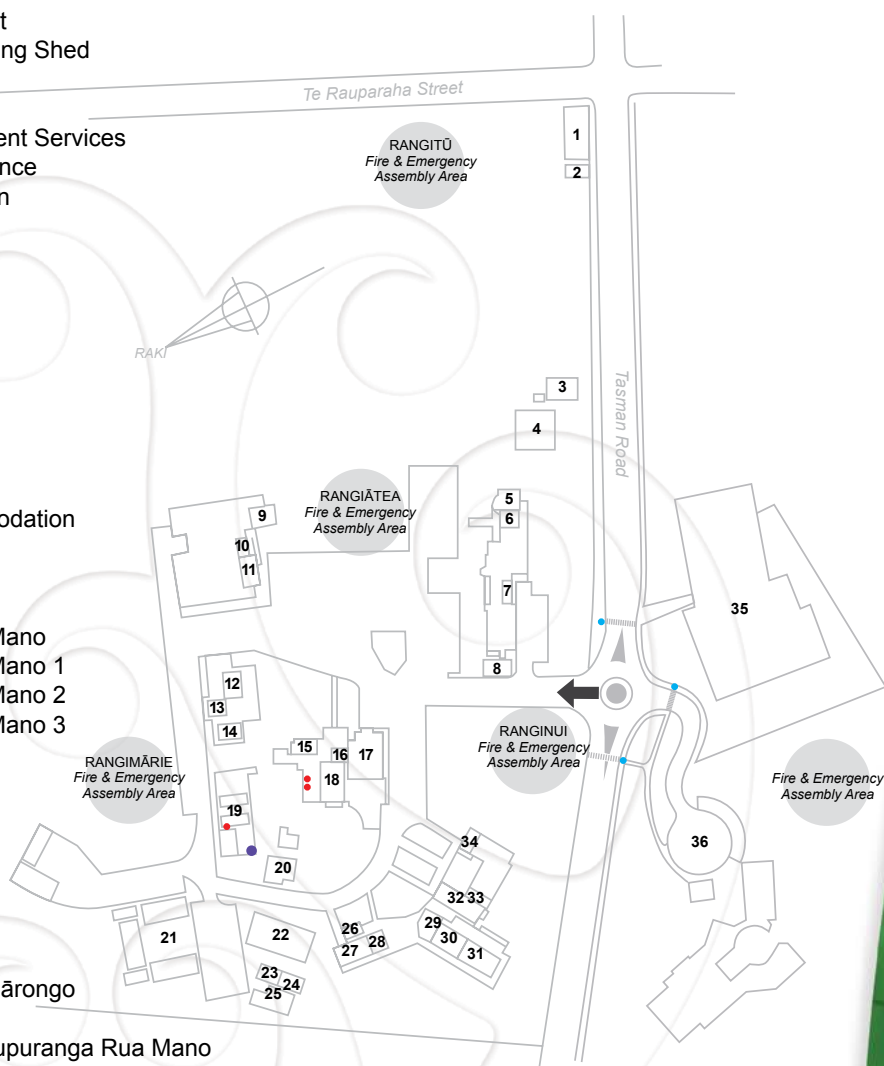 t
ng Shed
ent Services
nce
n
odation
Mano
Mano 1
Mano 2
Mano 3
ārongo
upuranga Rua Mano
Te Rauparaha Street
RANGITŪ
Fire & Emergency
Assembly Area
1
2
RAKI
Tasman Road
3
4
RANGIĀTEA
Fire & Emergency
Assembly Area
5
6
7
8
9
10
11
12
13
14
15
16
17
18
19
20
RANGIMĀRIE
Fire & Emergency
Assembly Area
RANGINUI
Fire & Emergency
Assembly Area
35
Fire & Emergency
Assembly Area
36
34
32 33
29
30
31
26
27
28
21
22
23
24
25